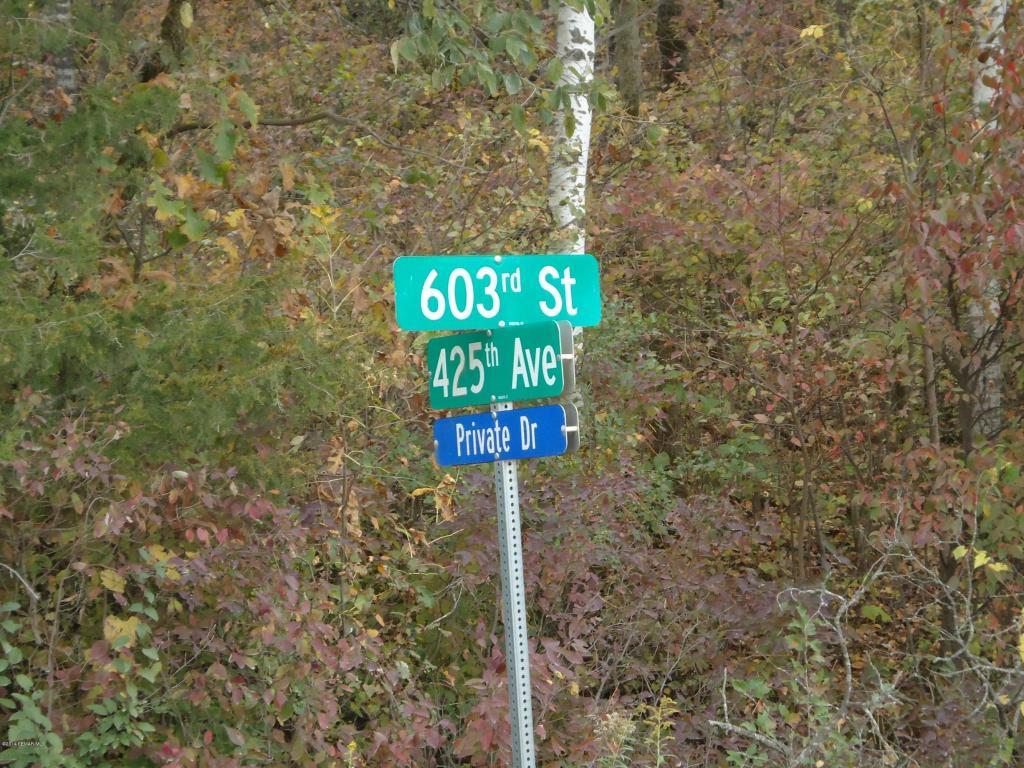 603rd St
425th Ave
Private Dr